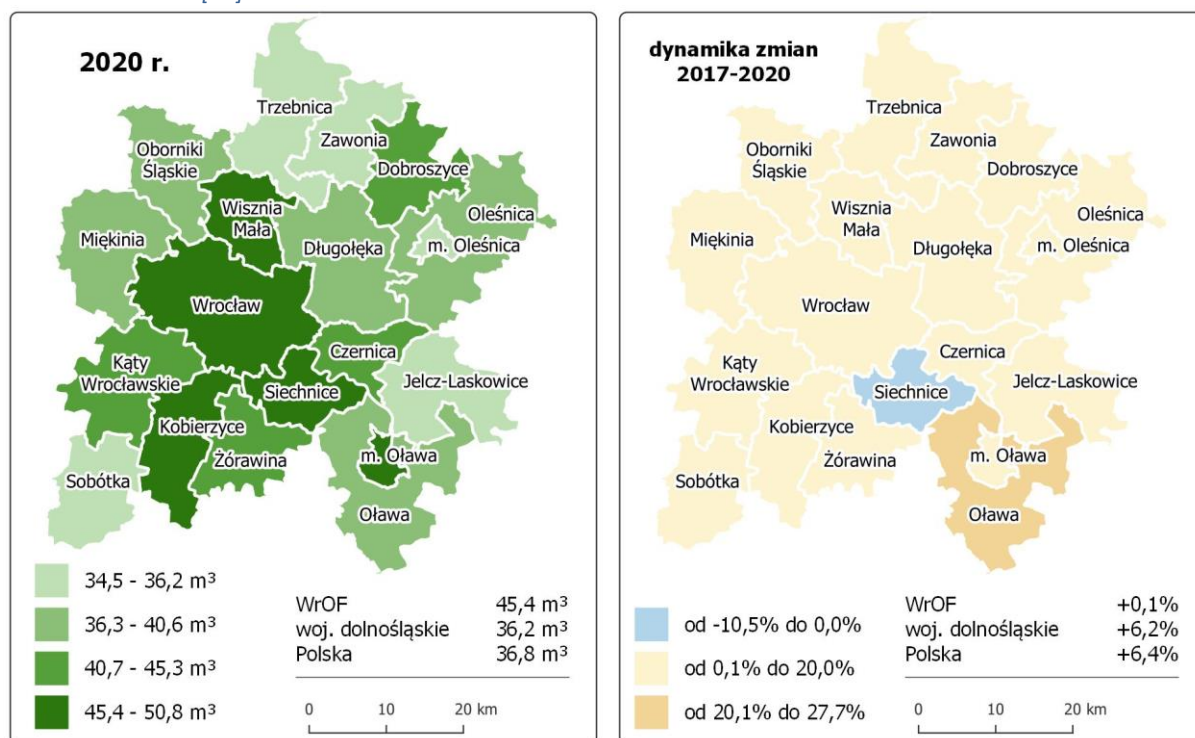 2020 r.
Trzebnica
Zawonia
Oborniki
Śląskie
Dobroszyce
Wisznia
Mała
Oleśnica
Miękinia
Długołęka
m. Oleśnica
Wrocław
Czernica
Kąty
Wrocławskie
Siechnice
Jelcz-Laskowice
Kobierzyce
Żórawina
m. Oława
Sobótka
Oława
34,5 - 36,2 m³
36,3 - 40,6 m³
40,7 - 45,3 m³
45,4 - 50,8 m³
WrOF 45,4 m³
woj. dolnośląskie 36,2 m³
Polska 36,8 m³
0 10 20 km
dynamika zmian
2017-2020
Trzebnica
Zawonia
Oborniki
Śląskie
Dobroszyce
Wisznia
Mała
Oleśnica
Miękinia
Długołęka
m. Oleśnica
Wrocław
Czernica
Kąty
Wrocławskie
Siechnice
Jelcz-Laskowice
Kobierzyce
Żórawina
m. Oława
Sobótka
Oława
od -10,5% do 0,0%
od 0,1% do 20,0%
od 20,1% do 27,7%
WrOF +0,1%
woj. dolnośląskie +6,2%
Polska +6,4%
0 10 20 km